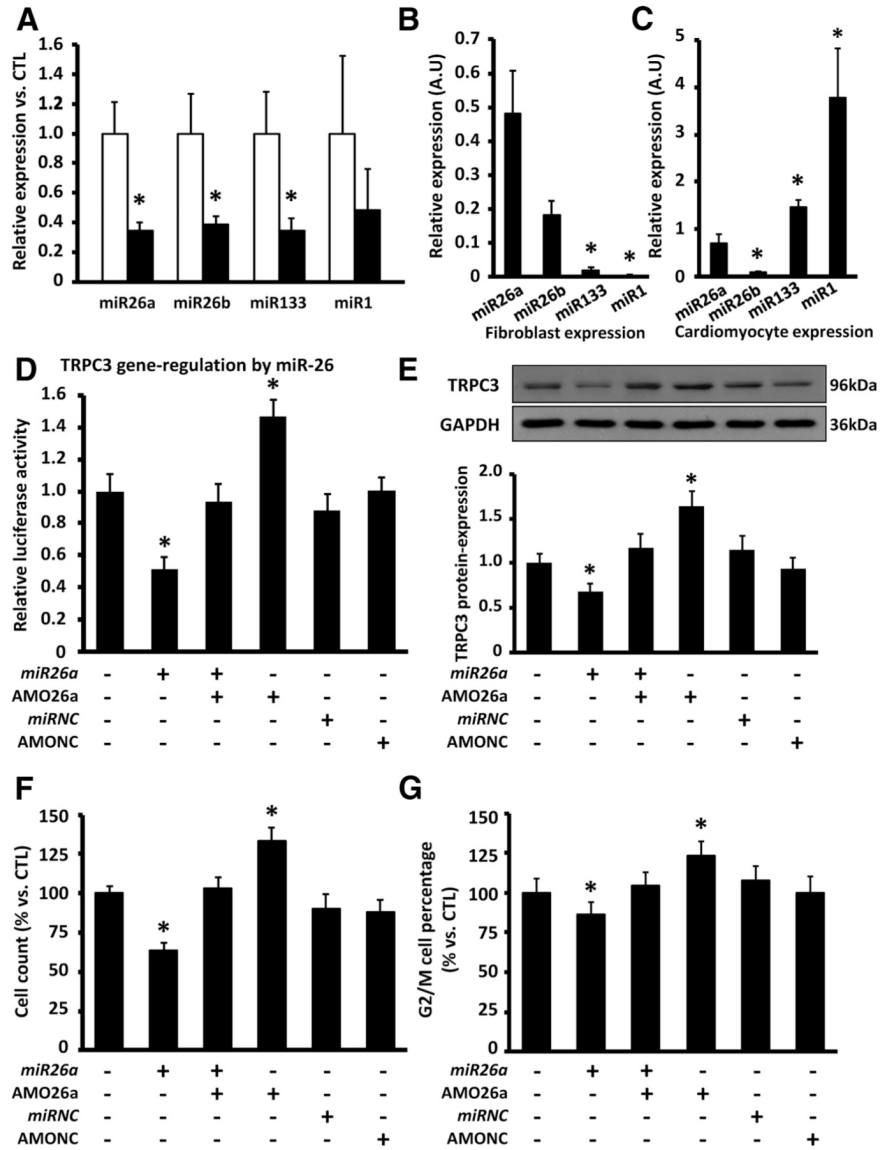 A
Relative expression vs. CTL
1.6
1.4
1.2
1.0
0.8
0.6
0.4
0.2
0
* * *
miR26a miR26b miR133 miR1
B
Relative expression (A.U)
0.7
0.6
0.5
0.4
0.3
0.2
0.1
0
* *
miR26a miR26b miR133 miR1
Fibroblast expression
C
Relative expression (A.U)
5
4
3
2
1
0
* * *
miR26a miR26b miR133 miR1
Cardiomyocyte expression
D
TRPC3 gene-regulation by miR-26
Relative luciferase activity
1.6
1.4
1.2
1.0
0.8
0.6
0.4
0.2
0
* *
miR26a - + + - - -
AMO26a - - + + - -
miRNC - - - - + -
AMONC - - - - - +
E
TRPC3 96kDa
GAPDH 36kDa
TRPC3 protein-expression
2.0
1.5
1.0
0.5
0.0
* *
miR26a - + + - - -
AMO26a - - + + - -
miRNC - - - - + -
AMONC - - - - - +
F
Cell count (% vs. CTL)
150
125
100
75
50
25
0
* *
miR26a - + + - - -
AMO26a - - + + - -
miRNC - - - - + -
AMONC - - - - - +
G
G2/M cell percentage
(% vs. CTL)
150
125
100
75
50
25
0
* *
miR26a - + + - - -
AMO26a - - + + - -
miRNC - - - - + -
AMONC - - - - - +